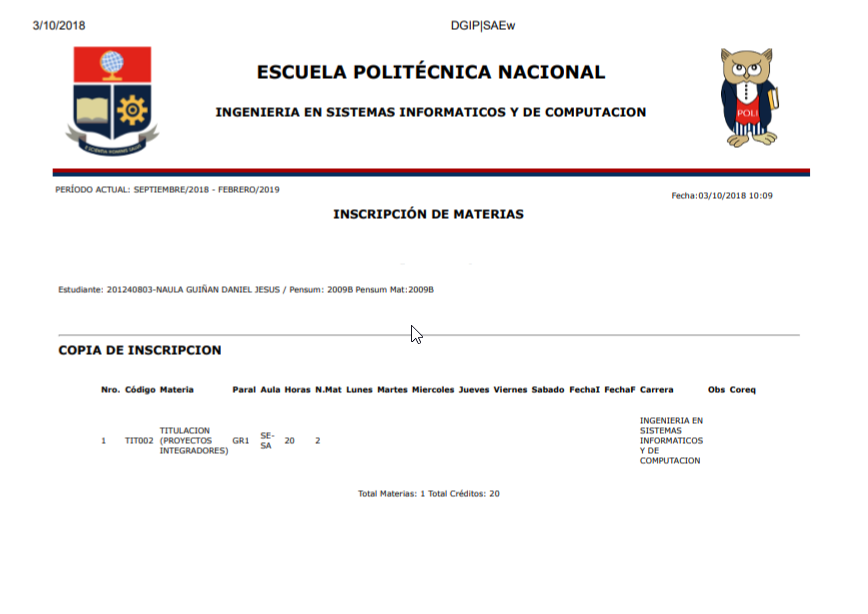 3/10/2018 DGIP|SAEw
ESCUELA POLITÉCNICA NACIONAL
INGENIERIA EN SISTEMAS INFORMATICOS Y DE COMPUTACION
POLI
PERÍODO ACTUAL: SEPTIEMBRE/2018 - FEBRERO/2019
Fecha:03/10/2018 10:09
INSCRIPCIÓN DE MATERIAS
Estudiante: 201240803-NAULA GUIÑAN DANIEL JESUS / Pensum: 2009B Pensum Mat:2009B
COPIA DE INSCRIPCION
Nro. Código Materia Paral Aula Horas N.Mat Lunes Martes Miercoles Jueves Viernes Sabado FechaI FechaF Carrera Obs Coreq
1 TIT002
TITULACION
(PROYECTOS
INTEGRADORES)
GR1
SE-
SA
20 2
INGENIERIA EN
SISTEMAS
INFORMATICOS
Y DE
COMPUTACION
Total Materias: 1 Total Créditos: 20